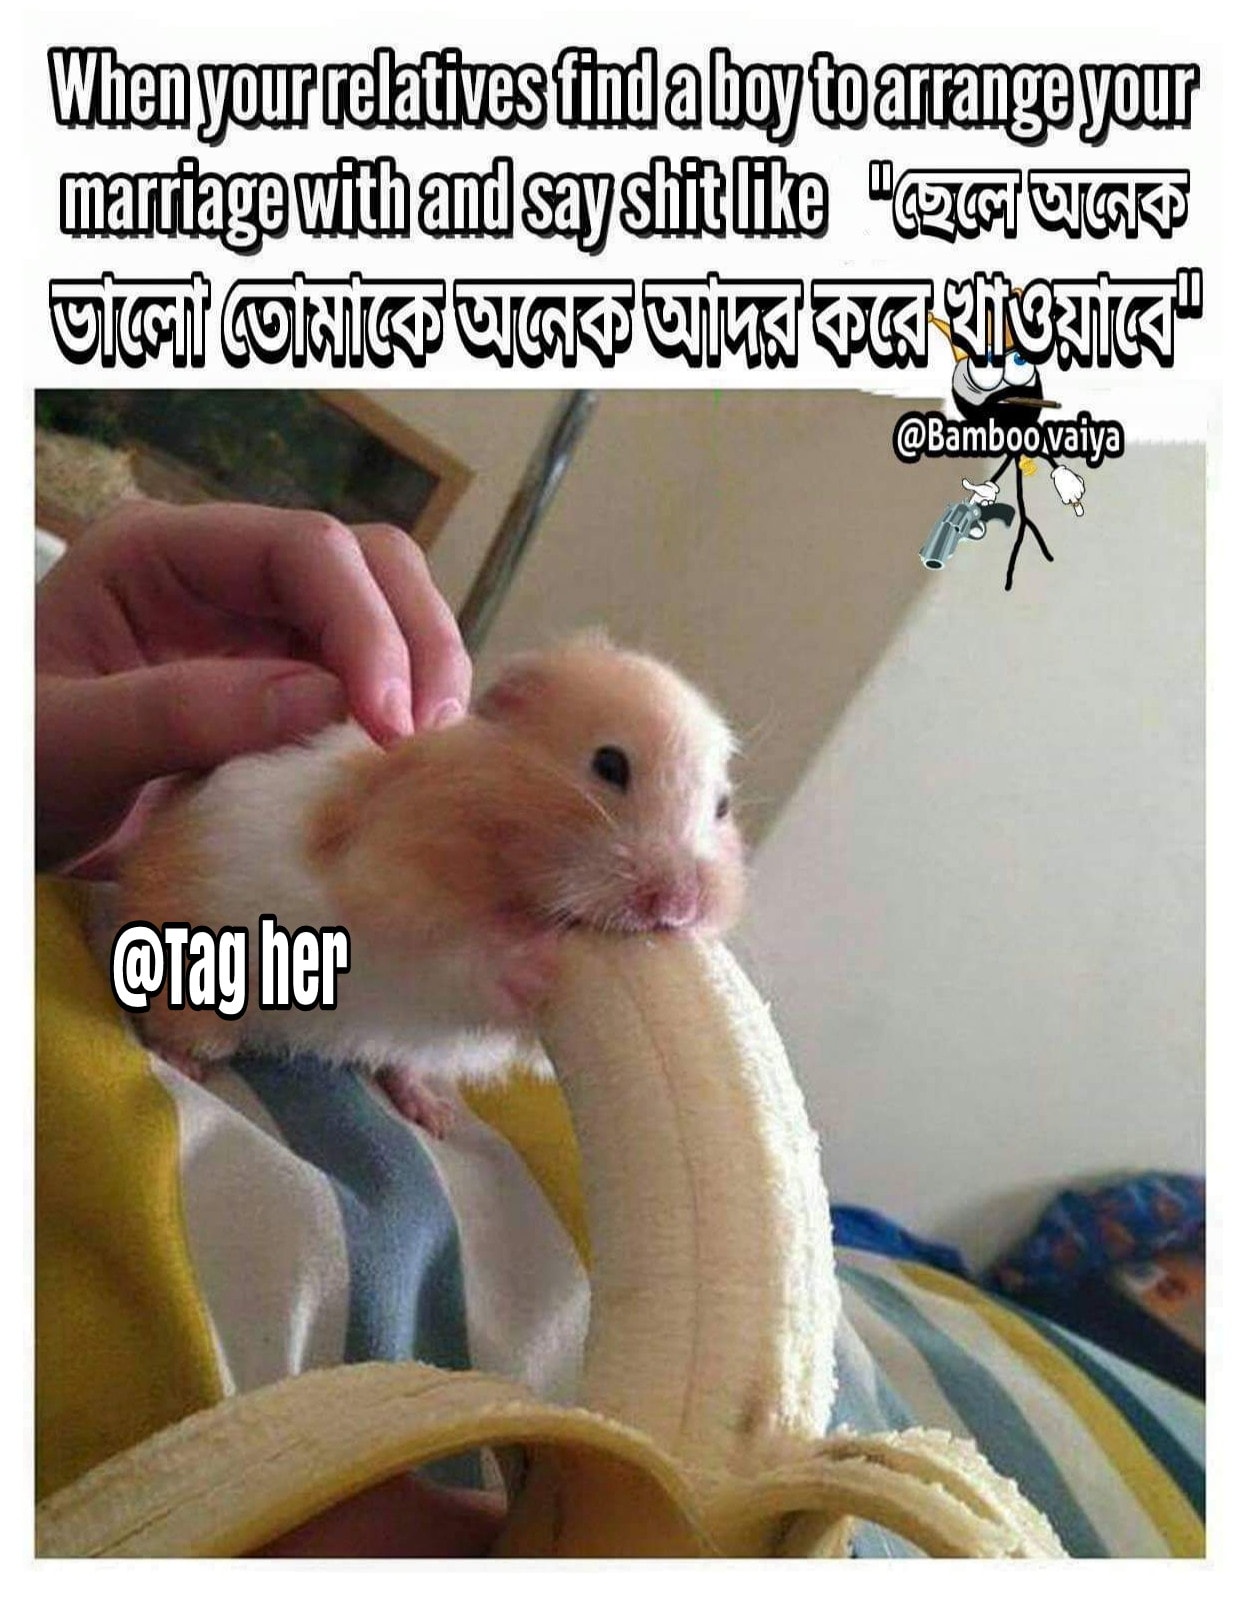 When your relatives find a boy to arrange your
marriage with and say shit like "ছেলে অনেক
ভালো তোমাকে অনেক আদর করে খাওয়াবে"
@Bamboo vaiya
@Tag her